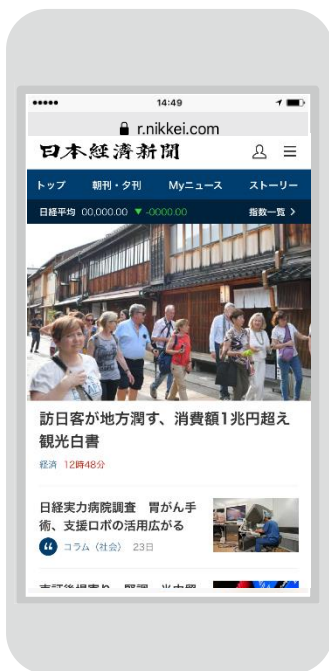 14:49
r.nikkei.com
日本経済新聞
トップ 朝刊・夕刊 Myニュース ストーリー
日経平均 00,000.00 ▼ -0000.00 指数一覧 >
訪日客が地方潤す、消費額1兆円超え
観光白書
経済 12時48分
日経実力病院調査 胃がん手
術、支援ロボの活用広がる
コラム（社会） 23日